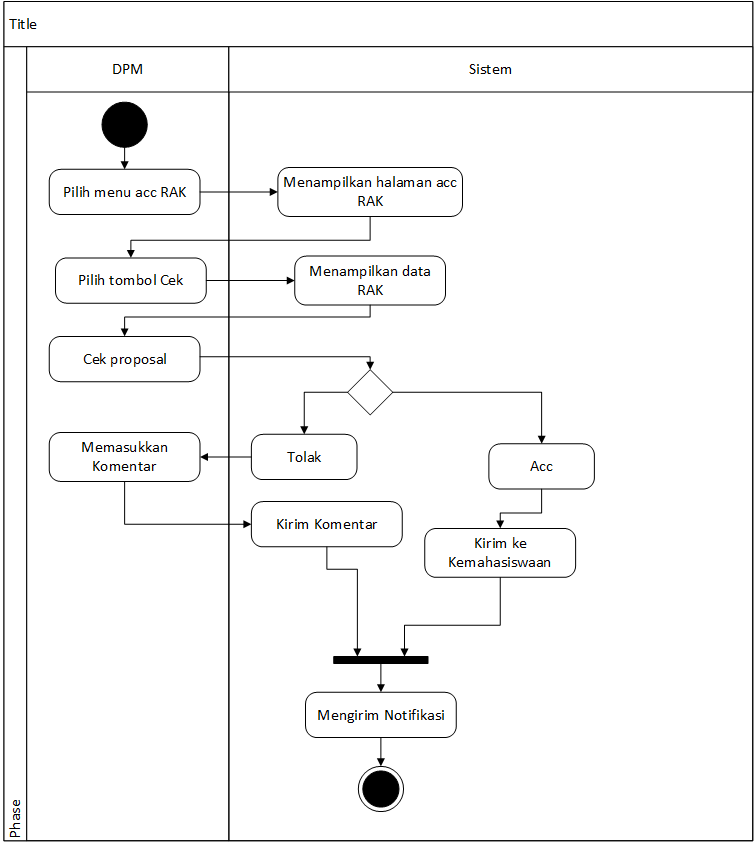 Title
DPM
Sistem
Pilih menu acc RAK
Menampilkan halaman acc
RAK
Pilih tombol Cek
Menampilkan data
RAK
Cek proposal
Memasukkan
Komentar
Tolak
Acc
Kirim Komentar
Kirim ke
Kemahasiswaan
Mengirim Notifikasi
Phase